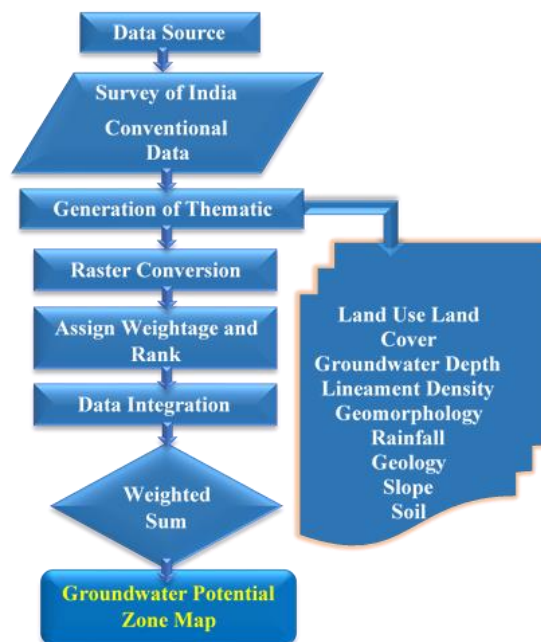 Data Source
Survey of India
Conventional
Data
Generation of Thematic
Raster Conversion
Assign Weightage and
Rank
Data Integration
Weighted
Sum
Groundwater Potential
Zone Map
Land Use Land
Cover
Groundwater Depth
Lineament Density
Geomorphology
Rainfall
Geology
Slope
Soil